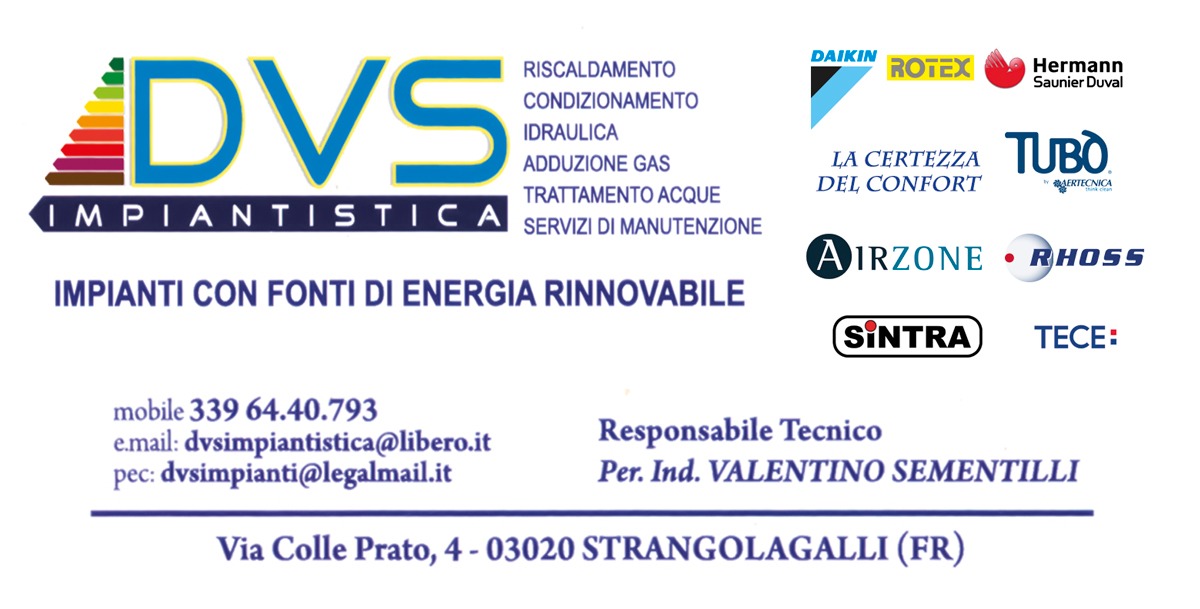 DVS
IMPIANTISTICA
RISCALDAMENTO
CONDIZIONAMENTO
IDRAULICA
ADDUZIONE GAS
TRATTAMENTO ACQUE
SERVIZI DI MANUTENZIONE
IMPIANTI CON FONTI DI ENERGIA RINNOVABILE
DAIKIN
ROTEX
Hermann
Saunier Duval
LA CERTEZZA
DEL CONFORT
TUBÒ
by AERTECNICA
think clean
AIRZONE
RHOSS
SiNTRA
TECE:
mobile 339 64.40.793
e.mail: dvsimpiantistica@libero.it
pec: dvsimpianti@legalmail.it
Responsabile Tecnico
Per. Ind. VALENTINO SEMENTILLI
Via Colle Prato, 4 - 03020 STRANGOLAGALLI (FR)